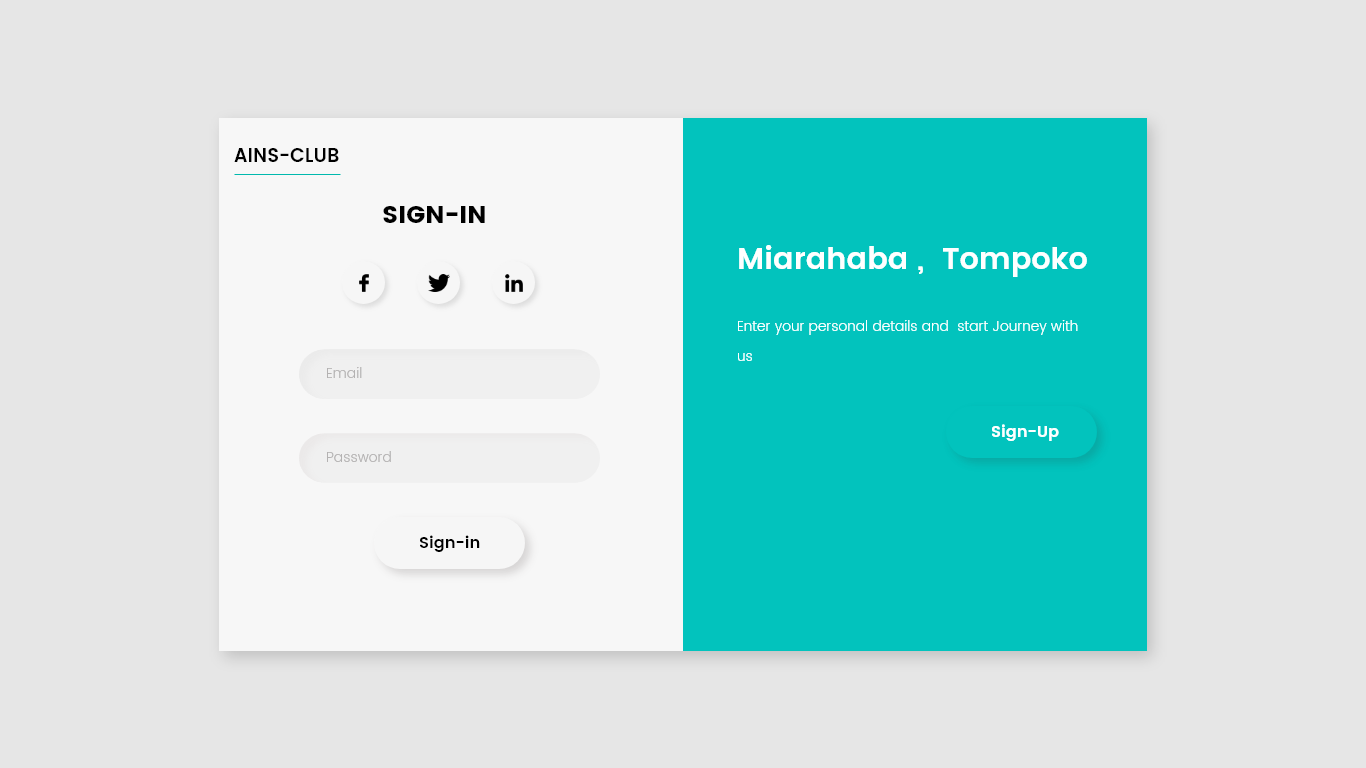 AINS-CLUB
SIGN-IN
Email
Password
Sign-in
Miarahaba , Tompoko
Enter your personal details and start Journey with
us
Sign-Up